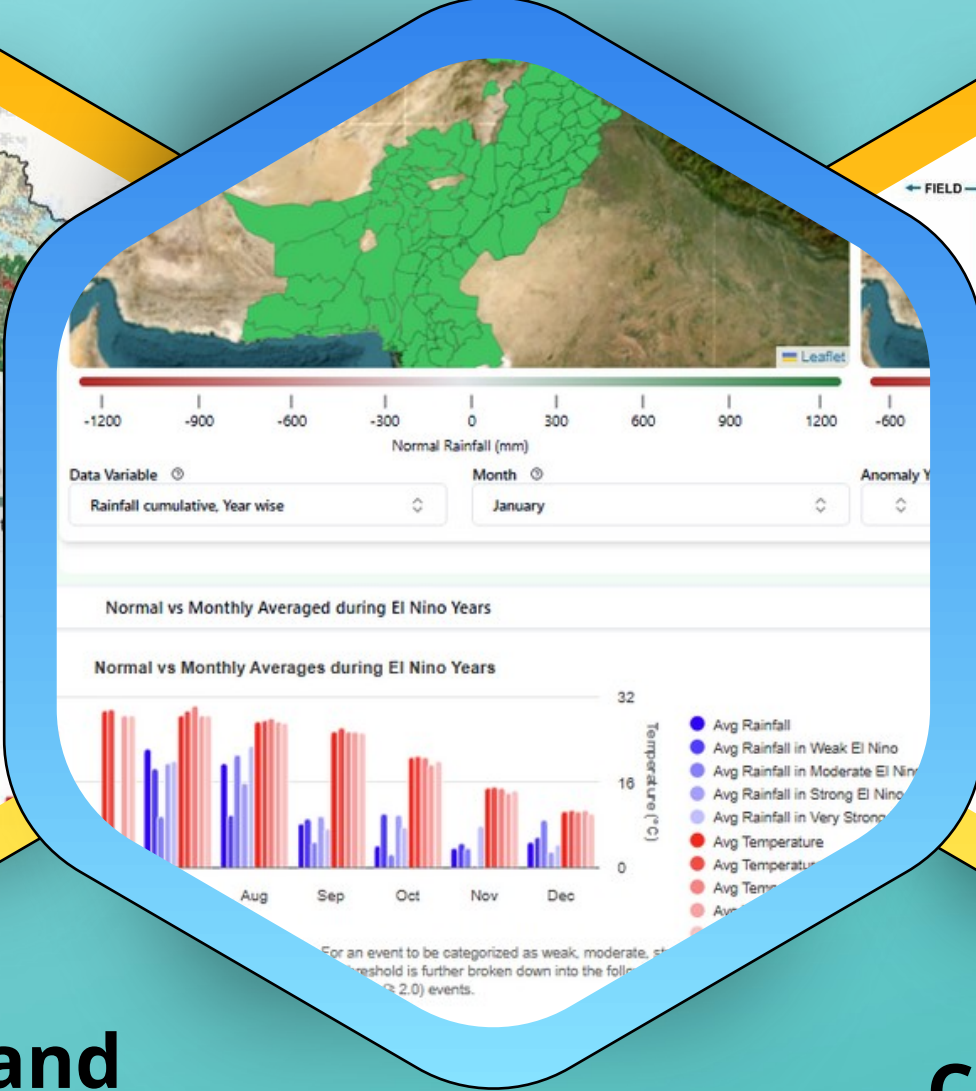 ← FIELD
Leaflet
-1200 -900 -600 -300 0 300 600 900 1200 -600
Normal Rainfall (mm)
Data Variable Month Anomaly
Rainfall cumulative, Year wise January
Normal vs Monthly Averaged during El Nino Years
Normal vs Monthly Averages during El Nino Years
32
16
0
Temperature (°C)
Avg Rainfall
Avg Rainfall in Weak El Nino
Avg Rainfall in Moderate El Nino
Avg Rainfall in Strong El Nino
Avg Rainfall in Very Strong
Avg Temperature
Avg
Avg
Aug Sep Oct Nov Dec
For an event to be categorized as weak, moderate,
is further broken down into the
2.0) events.
and